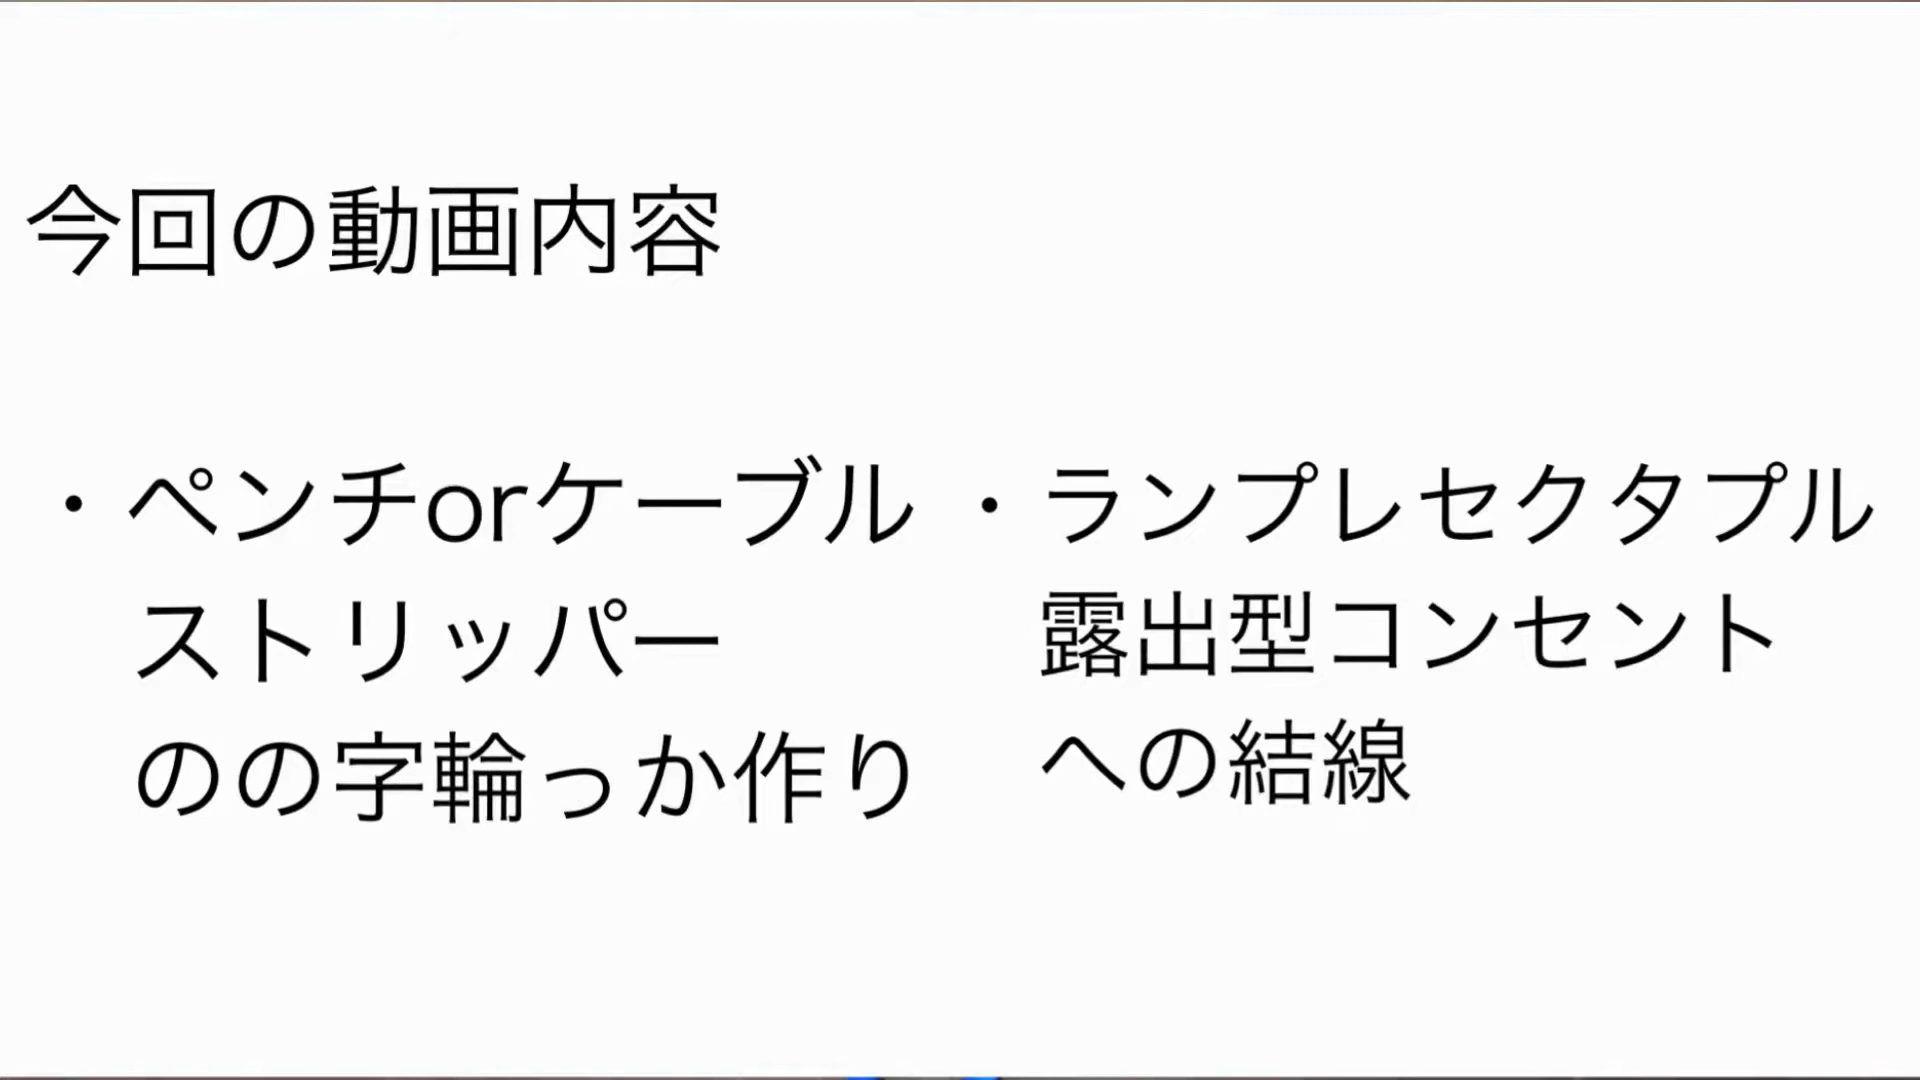 今回の動画内容
・ペンチorケーブル
ストリッパー
のの字輪っか作り
・ランプレセクタプル
露出型コンセント
への結線